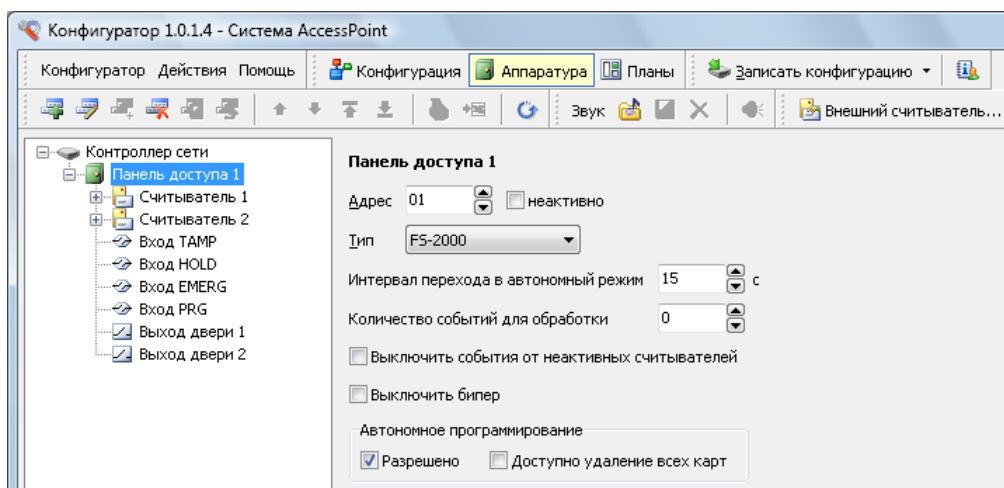 Конфигуратор 1.0.1.4 - Система AccessPoint
Конфигуратор Действия Помощь Конфигурация Аппаратура Планы Записать конфигурацию
Звук Внешний считыватель...
Контроллер сети
Панель доступа 1
Считыватель 1
Считыватель 2
Вход TAMP
Вход HOLD
Вход EMERG
Вход PRG
Выход двери 1
Выход двери 2
Панель доступа 1
Адрес 01 неактивно
Тип FS-2000
Интервал перехода в автономный режим 15 с
Количество событий для обработки 0
Выключить события от неактивных считывателей
Выключить бипер
Автономное программирование
Разрешено Доступно удаление всех карт